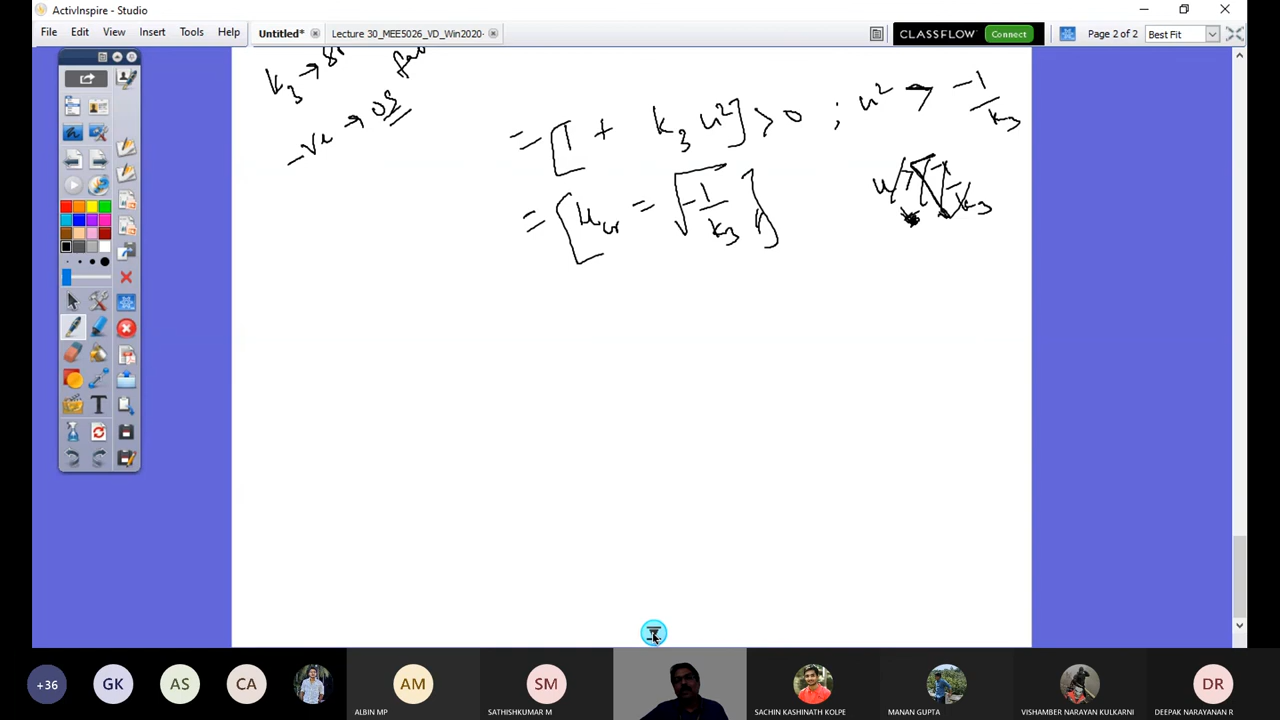 ActivInspire - Studio
File Edit View Insert Tools Help
Untitled* Lecture 30_MEE5026_VD_Win2020-
CLASSFLOW Connect
Page 2 of 2 Best Fit
k3 →
-ve → OS
= [1 + k3 u²] > 0 ; u² > -1/k3
= [ucr = √(-1/k3)]
T
+36 GK AS CA
AM ALBIN MP
SM SATHISHKUMAR M
SACHIN KASHINATH KOLPE
MANAN GUPTA
VISHAMBER NARAYAN KULKARNI
DR DEEPAK NARAYANAN R